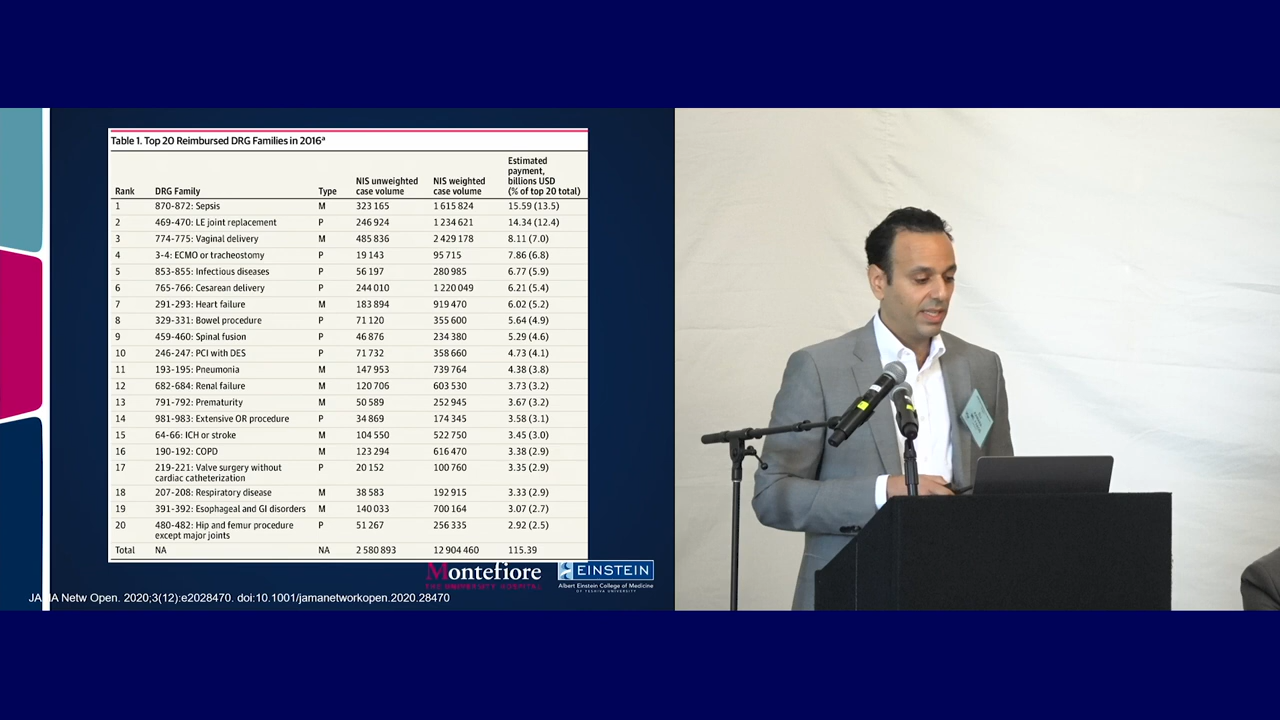 Table 1. Top 20 Reimbursed DRG Families in 2016ª
Rank DRG Family Type NIS unweighted case volume NIS weighted case volume Estimated payment, billions USD (% of top 20 total)
1 870-872: Sepsis M 323 165 1 615 824 15.59 (13.5)
2 469-470: LE joint replacement P 246 924 1 234 621 14.34 (12.4)
3 774-775: Vaginal delivery M 485 836 2 429 178 8.11 (7.0)
4 3-4: ECMO or tracheostomy P 19 143 95 715 7.86 (6.8)
5 853-855: Infectious diseases P 56 197 280 985 6.77 (5.9)
6 765-766: Cesarean delivery P 244 010 1 220 049 6.21 (5.4)
7 291-293: Heart failure M 183 894 919 470 6.02 (5.2)
8 329-331: Bowel procedure P 71 120 355 600 5.64 (4.9)
9 459-460: Spinal fusion P 46 876 234 380 5.29 (4.6)
10 246-247: PCI with DES P 71 732 358 660 4.73 (4.1)
11 193-195: Pneumonia M 147 953 739 764 4.38 (3.8)
12 682-684: Renal failure M 120 706 603 530 3.73 (3.2)
13 791-792: Prematurity M 50 589 252 945 3.67 (3.2)
14 981-983: Extensive OR procedure P 34 869 174 345 3.58 (3.1)
15 64-66: ICH or stroke M 104 550 522 750 3.45 (3.0)
16 190-192: COPD M 123 294 616 470 3.38 (2.9)
17 219-221: Valve surgery without P 20 152 100 760 3.35 (2.9)
cardiac catheterization
18 207-208: Respiratory disease M 38 583 192 915 3.33 (2.9)
19 391-392: Esophageal and GI disorders M 140 033 700 164 3.07 (2.7)
20 480-482: Hip and femur procedure P 51 267 256 335 2.92 (2.5)
except major joints
Total NA NA 2 580 893 12 904 460 115.39
Montefiore
THE UNIVERSITY HOSPITAL
EINSTEIN
Albert Einstein College of Medicine
OF YESHIVA UNIVERSITY
JAMA Netw Open. 2020;3(12):e2028470. doi:10.1001/jamanetworkopen.2020.28470